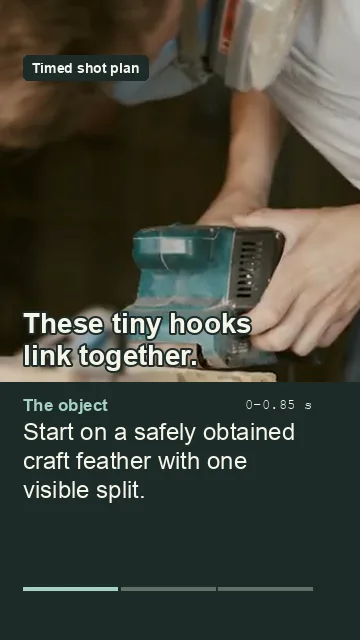 Timed shot plan
These tiny hooks
link together.
The object
0–0.85 s
Start on a safely obtained
craft feather with one
visible split.